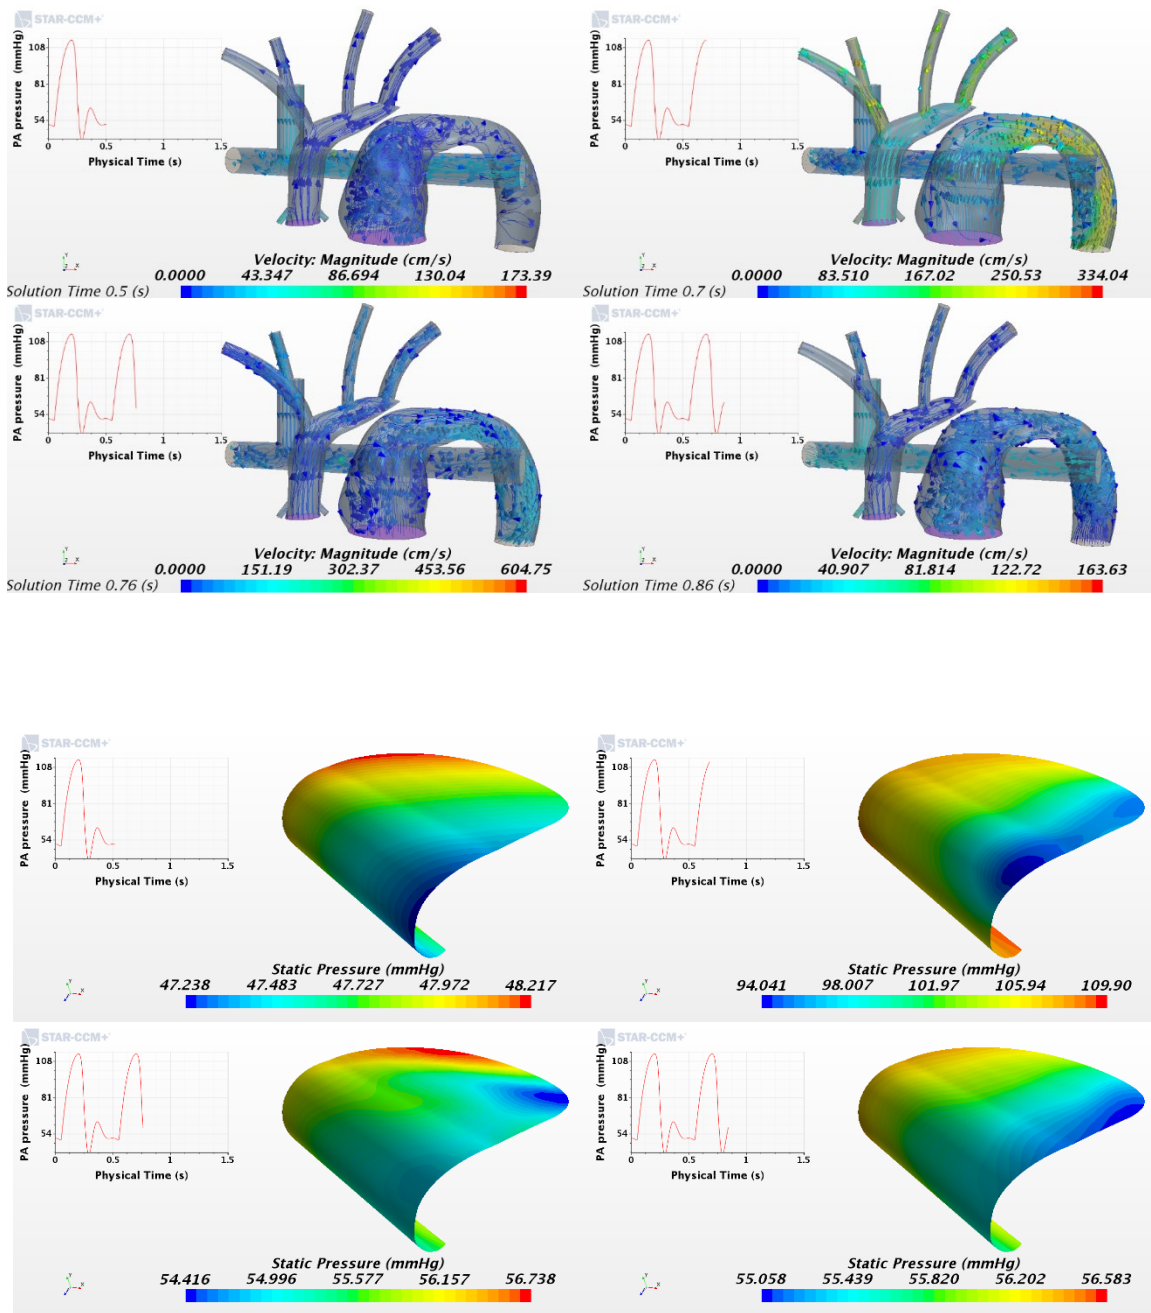 STAR-CCM+
PA pressure (mmHg)
108
81
54
0
0.5
1
1.5
Physical Time (s)
Velocity: Magnitude (cm/s)
0.0000 43.347 86.694 130.04 173.39
Solution Time 0.5 (s)
STAR-CCM+
PA pressure (mmHg)
108
81
54
0
0.5
1
1.5
Physical Time (s)
Velocity: Magnitude (cm/s)
0.0000 83.510 167.02 250.53 334.04
Solution Time 0.7 (s)
STAR-CCM+
PA pressure (mmHg)
108
81
54
0
0.5
1
1.5
Physical Time (s)
Velocity: Magnitude (cm/s)
0.0000 151.19 302.37 453.56 604.75
Solution Time 0.76 (s)
STAR-CCM+
PA pressure (mmHg)
108
81
54
0
0.5
1
1.5
Physical Time (s)
Velocity: Magnitude (cm/s)
0.0000 40.907 81.814 122.72 163.63
Solution Time 0.86 (s)
STAR-CCM+
PA pressure (mmHg)
108
81
54
0
0.5
1
1.5
Physical Time (s)
Static Pressure (mmHg)
47.238 47.483 47.727 47.972 48.217
STAR-CCM+
PA pressure (mmHg)
108
81
54
0
0.5
1
1.5
Physical Time (s)
Static Pressure (mmHg)
94.041 98.007 101.97 105.94 109.90
STAR-CCM+
PA pressure (mmHg)
108
81
54
0
0.5
1
1.5
Physical Time (s)
Static Pressure (mmHg)
54.416 54.996 55.577 56.157 56.738
STAR-CCM+
PA pressure (mmHg)
108
81
54
0
0.5
1
1.5
Physical Time (s)
Static Pressure (mmHg)
55.058 55.439 55.820 56.202 56.583